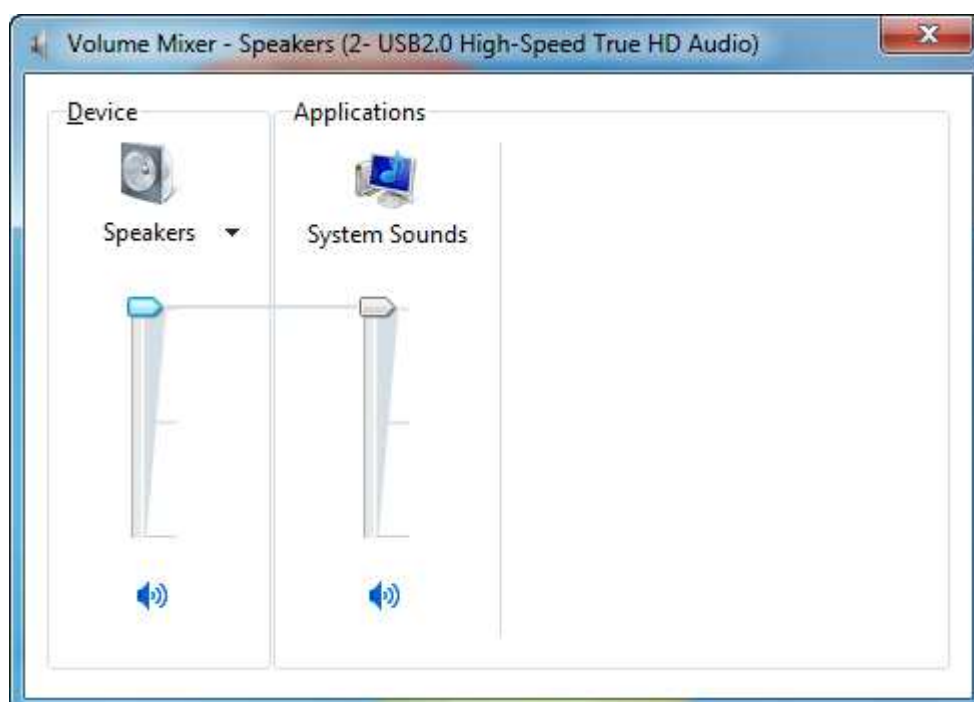 Volume Mixer - Speakers (2- USB2.0 High-Speed True HD Audio)
Device
Applications
Speakers
System Sounds